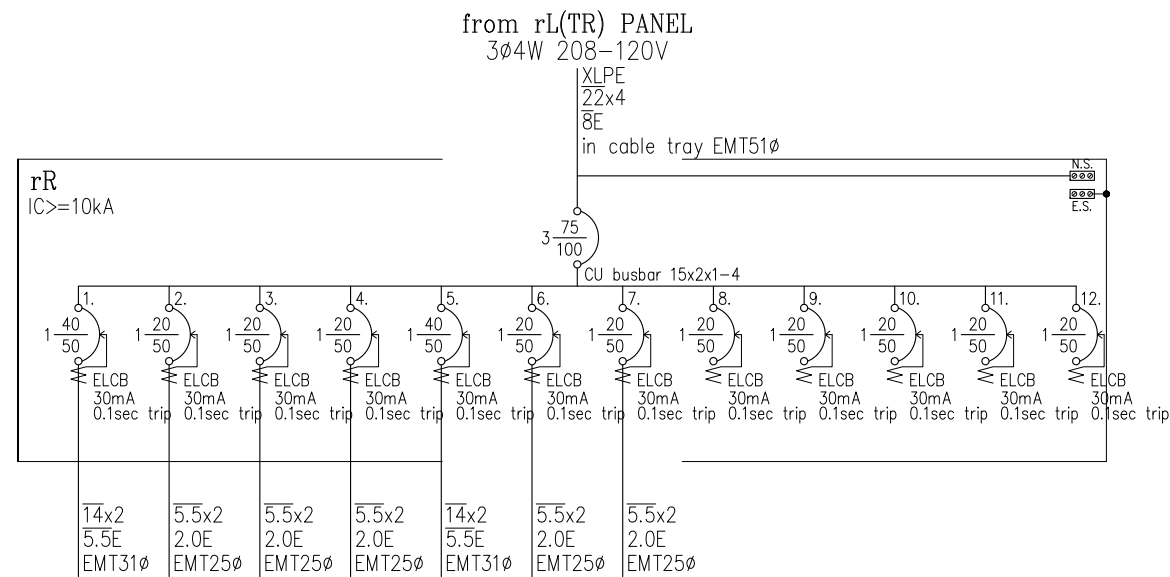 from rL(TR) PANEL
3ø4W 208-120V
XLPE
22x4
8E
in cable tray EMT51ø
rR
IC>=10kA
N.S.
E.S.
3 75
100
CU busbar 15x2x1-4
1. 2. 3. 4. 5. 6. 7. 8. 9. 10. 11. 12.
1 40 1 20 1 20 1 20 1 40 1 20 1 20 1 20 1 20 1 20 1 20 1 20
50 50 50 50 50 50 50 50 50 50 50 50
ELCB ELCB ELCB ELCB ELCB ELCB ELCB ELCB ELCB ELCB ELCB ELCB
30mA 30mA 30mA 30mA 30mA 30mA 30mA 30mA 30mA 30mA 30mA 30mA
0.1sec trip 0.1sec trip 0.1sec trip 0.1sec trip 0.1sec trip 0.1sec trip 0.1sec trip 0.1sec trip 0.1sec trip 0.1sec trip 0.1sec trip 0.1sec trip
14x2 5.5x2 5.5x2 5.5x2 14x2 5.5x2 5.5x2
5.5E 2.0E 2.0E 2.0E 5.5E 2.0E 2.0E
EMT31ø EMT25ø EMT25ø EMT25ø EMT31ø EMT25ø EMT25ø